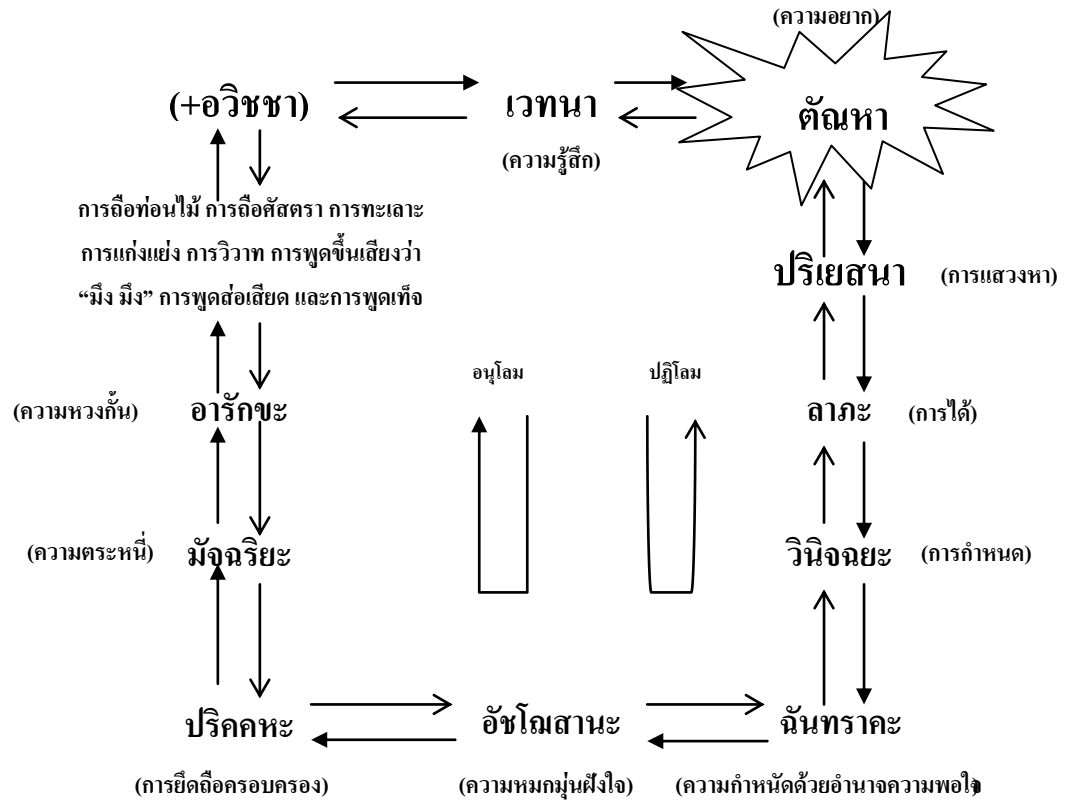 (ความอยาก)
(+อวิชชา)
เวทนา
ตัณหา
(ความรู้สึก)
การถือท่อนไม้ การถือศัสตรา การทะเลาะ
การแก่งแย่ง การวิวาท การพูดขึ้นเสียงว่า
“มึง มึง” การพูดส่อเสียด และการพูดเท็จ
ปริเยสนา (การแสวงหา)
อนุโลม
ปฏิโลม
(ความหวงกั้น) อารักขะ
ลาภะ (การได้)
(ความตระหนี่) มัจฉริยะ
วินิจฉยะ (การกำหนด)
ปริคคหะ
อัชโฌสานะ
ฉันทราคะ
(การยึดถือครอบครอง)
(ความหมกมุ่นฝังใจ)
(ความกำหนัดด้วยอำนาจความพอใจ)